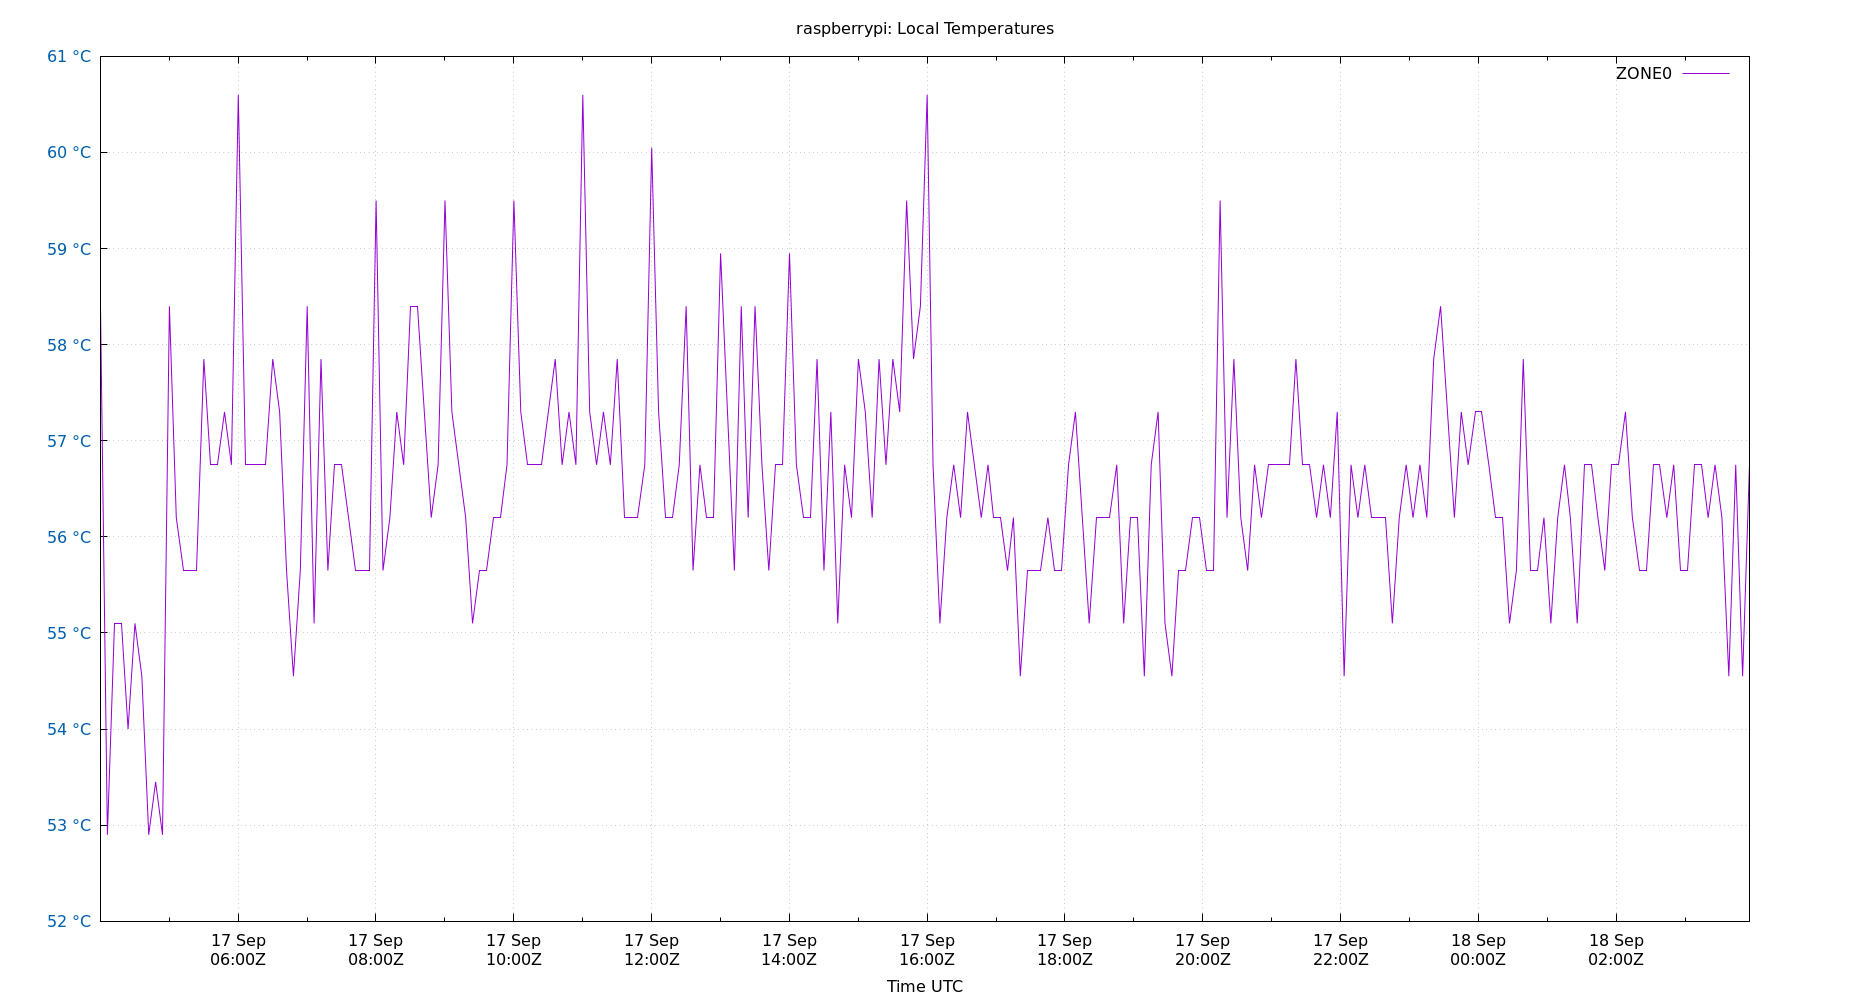 raspberrypi: Local Temperatures
ZONE0
61 °C
60 °C
59 °C
58 °C
57 °C
56 °C
55 °C
54 °C
53 °C
52 °C
17 Sep 17 Sep 17 Sep 17 Sep 17 Sep 17 Sep 17 Sep 17 Sep 17 Sep 18 Sep 18 Sep
06:00Z 08:00Z 10:00Z 12:00Z 14:00Z 16:00Z 18:00Z 20:00Z 22:00Z 00:00Z 02:00Z
Time UTC